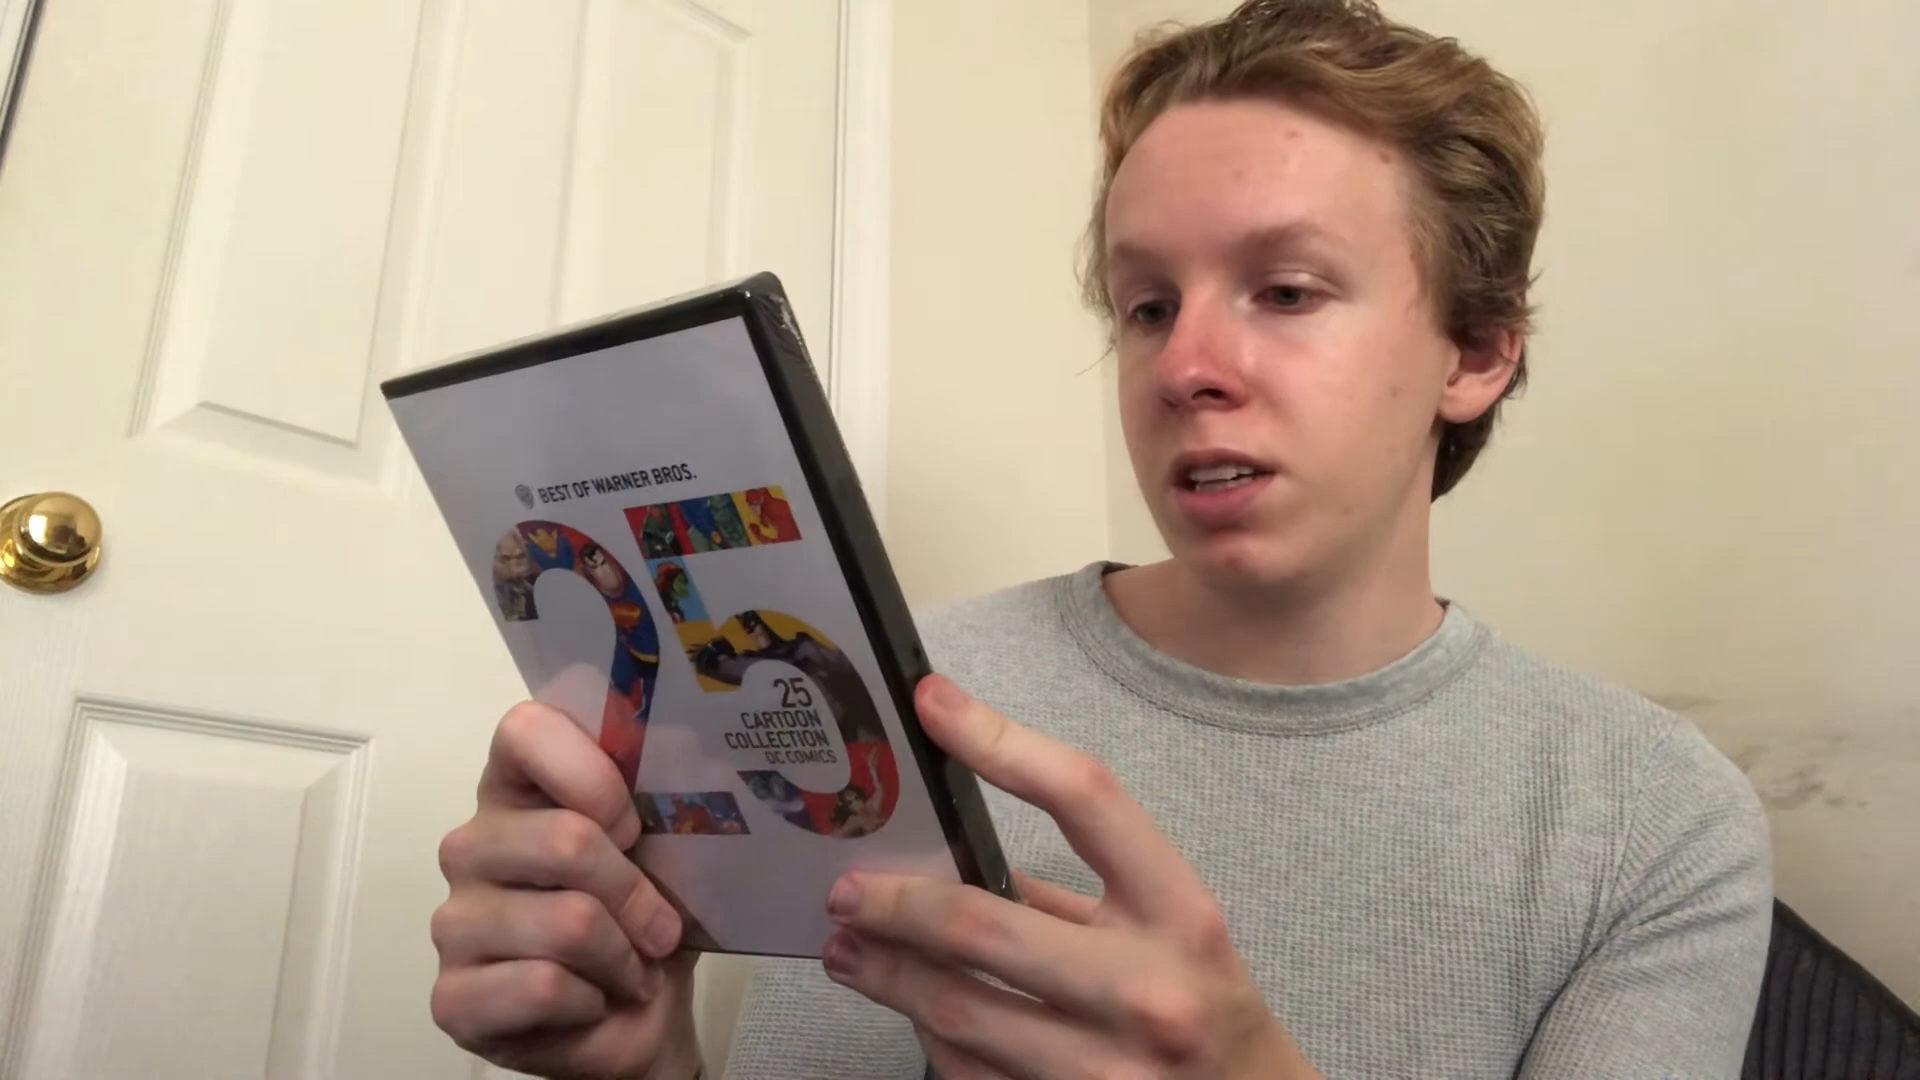 BEST OF WARNER BROS.
25
25
CARTOON
COLLECTION
DC COMICS